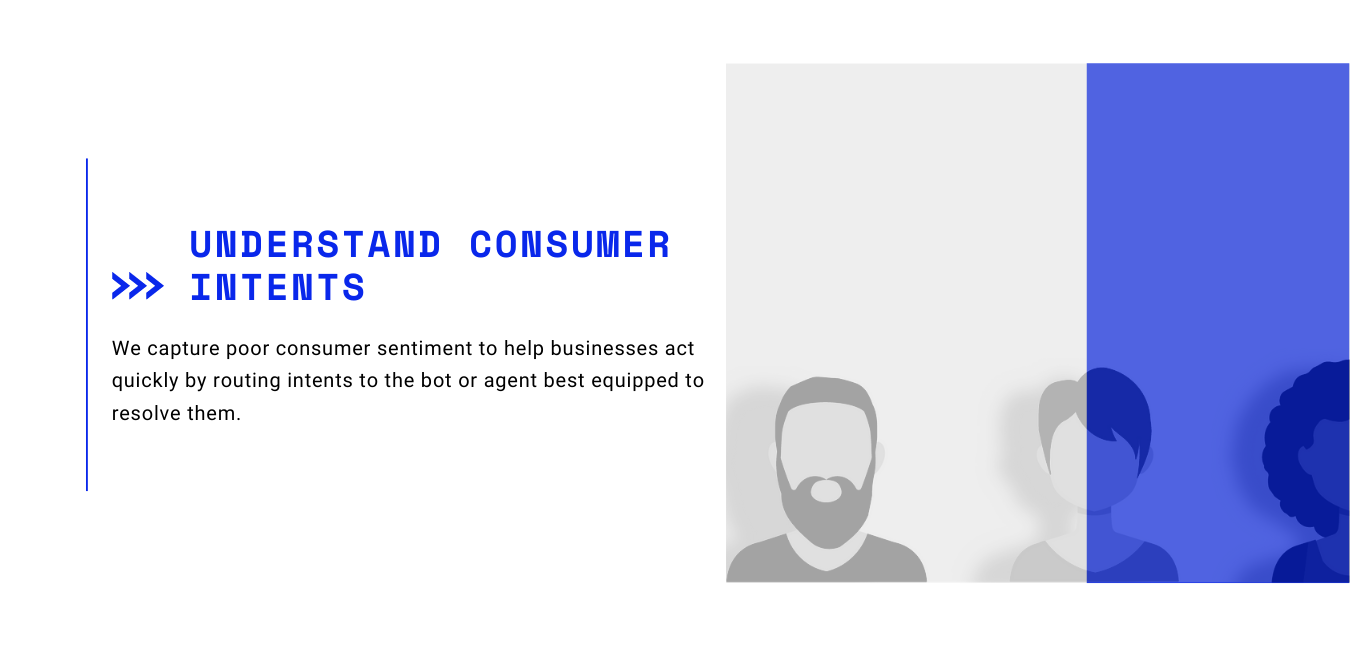 UNDERSTAND CONSUMER
INTENTS
We capture poor consumer sentiment to help businesses act
quickly by routing intents to the bot or agent best equipped to
resolve them.